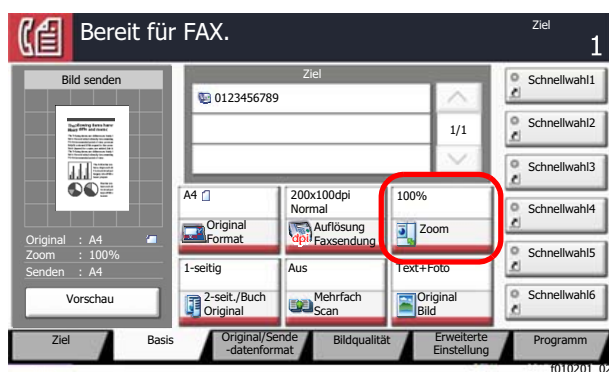 Bereit für FAX.
Ziel
1
Bild senden
Original : A4
Zoom : 100%
Senden : A4
Vorschau
Ziel
0123456789
1/1
A4
Original
Format
200x100dpi
Normal
dpi
Auflösung
Faxsendung
100%
Zoom
1-seitig
2-seit./Buch
Original
Aus
Mehrfach
Scan
Text+Foto
Original
Bild
Schnellwahl1
Schnellwahl2
Schnellwahl3
Schnellwahl4
Schnellwahl5
Schnellwahl6
Ziel
Basis
Original/Sende
-datenformat
Bildqualität
Erweiterte
Einstellung
Programm